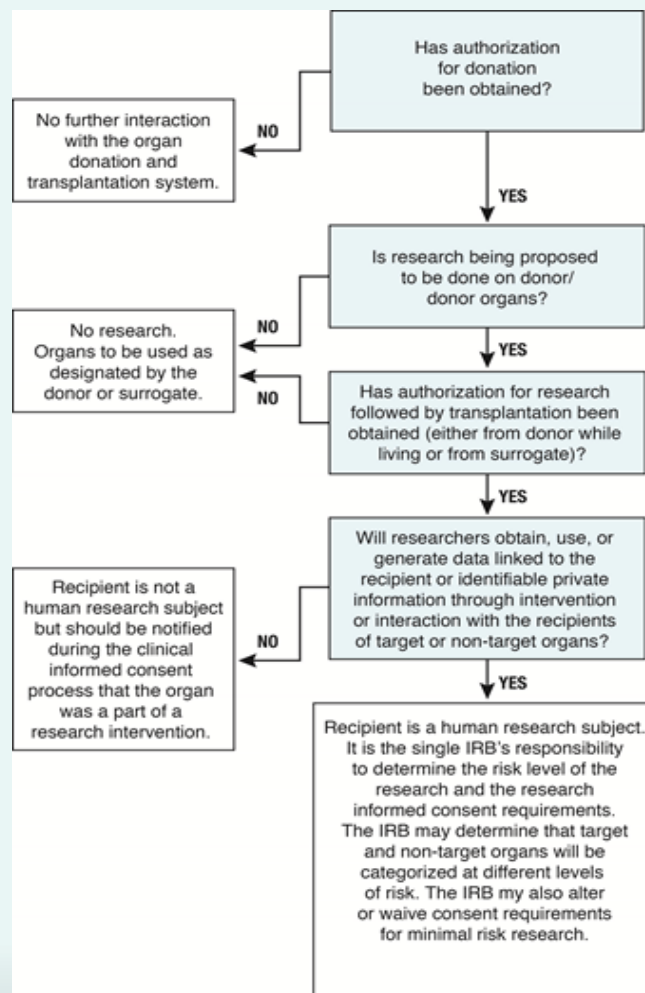 Has authorization
for donation
been obtained?
NO
No further interaction
with the organ
donation and
transplantation system.
YES
Is research being proposed
to be done on donor/
donor organs?
NO
No research.
Organs to be used as
designated by the
donor or surrogate.
YES
NO
Has authorization for research
followed by transplantation been
obtained (either from donor while
living or from surrogate)?
YES
Will researchers obtain, use, or
generate data linked to the
recipient or identifiable private
information through intervention
or interaction with the recipients
of target or non-target organs?
NO
Recipient is not a
human research subject
but should be notified
during the clinical
informed consent
process that the organ
was a part of a
research intervention.
YES
Recipient is a human research subject.
It is the single IRB's responsibility
to determine the risk level of the
research and the research
informed consent requirements.
The IRB may determine that target
and non-target organs will be
categorized at different levels
of risk. The IRB my also alter
or waive consent requirements
for minimal risk research.